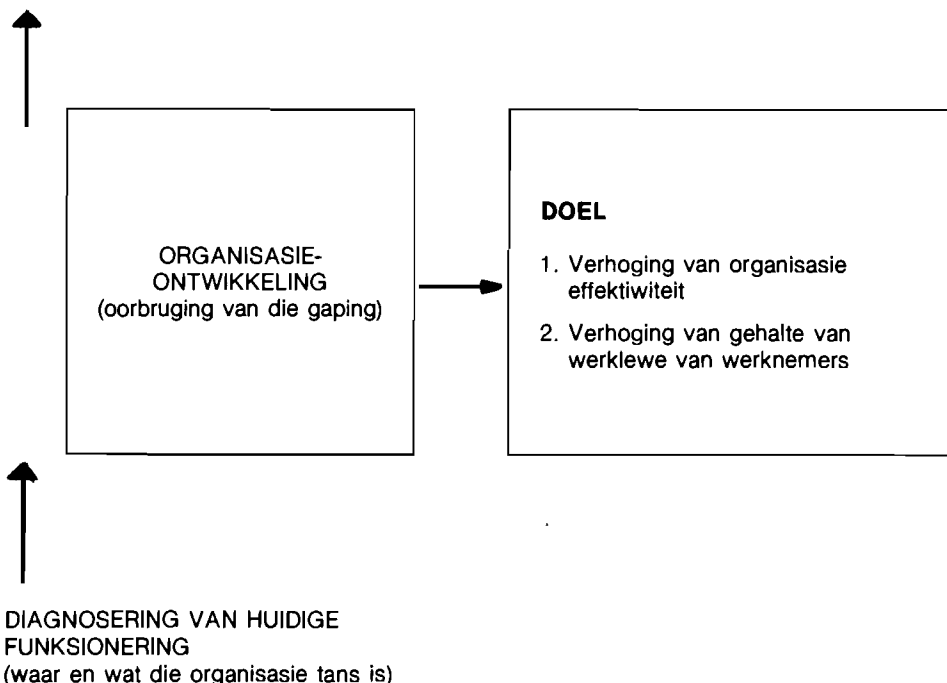 ORGANISASIE-
ONTWIKKELING
(oorbruging van die gaping)
DOEL
1. Verhoging van organisasie
effektiwiteit
2. Verhoging van gehalte van
werklewe van werknemers
DIAGNOSERING VAN HUIDIGE
FUNKSIONERING
(waar en wat die organisasie tans is)